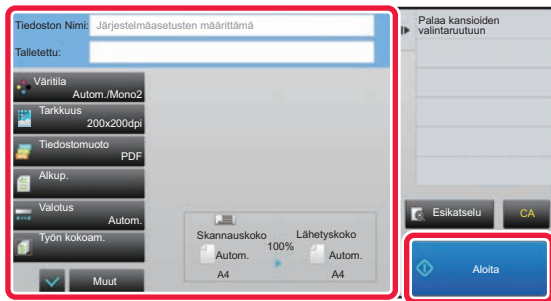 Tiedoston Nimi:
Järjestelmäasetusten määrittämä
Talletettu:
Väritila
Autom./Mono2
Tarkkuus
200x200dpi
Tiedostomuoto
PDF
Alkup.
Valotus
Autom.
Työn kokoam.
Muut
Skannauskoko
100%
Lähetyskoko
Autom.
Autom.
A4
A4
Palaa kansioiden
valintaruutuun
Esikatselu
CA
Aloita